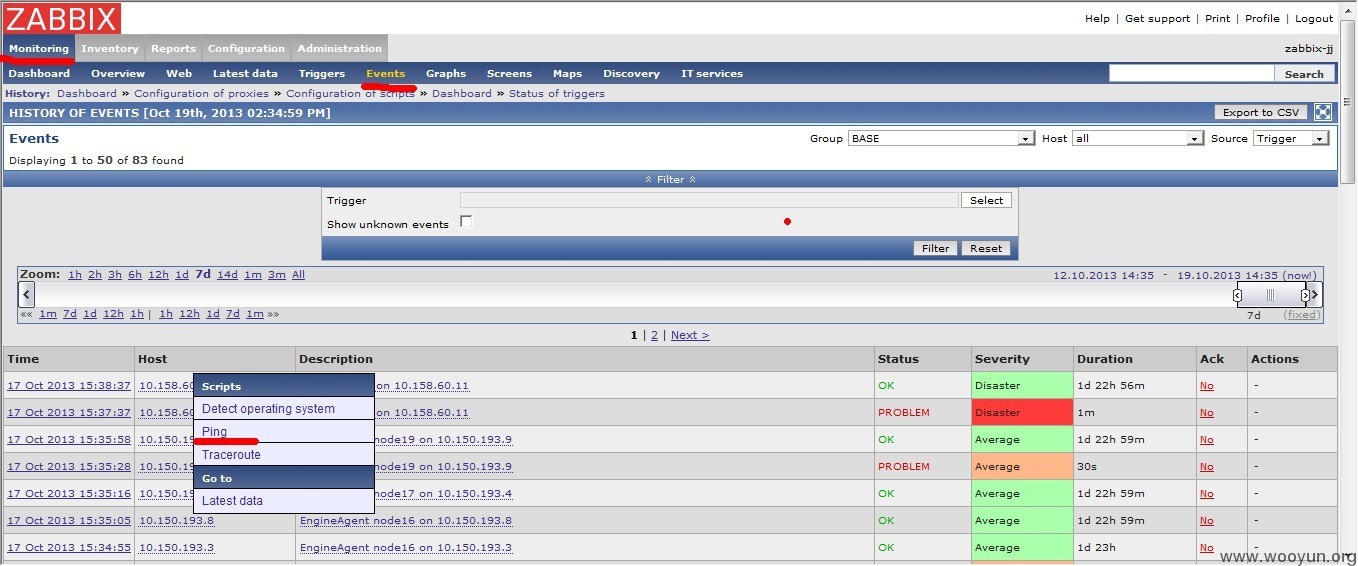 ZABBIX
Help | Get support | Print | Profile | Logout
Monitoring Inventory Reports Configuration Administration zabbix-jj
Dashboard Overview Web Latest data Triggers Events Graphs Screens Maps Discovery IT services Search
History: Dashboard » Configuration of proxies » Configuration of scripts » Dashboard » Status of triggers
HISTORY OF EVENTS [Oct 19th, 2013 02:34:59 PM] Export to CSV
Events Group BASE Host all Source Trigger
Displaying 1 to 50 of 83 found
Filter
Trigger Select
Show unknown events
Filter Reset
Zoom: 1h 2h 3h 6h 12h 1d 7d 14d 1m 3m All 12.10.2013 14:35 - 19.10.2013 14:35 (now!)
«« 1m 7d 1d 12h 1h | 1h 12h 1d 7d 1m »» 7d (fixed)
1 | 2 | Next >
Time Host Description Status Severity Duration Ack Actions
17 Oct 2013 15:38:37 10.158.60 on 10.158.60.11 OK Disaster 1d 22h 56m No -
17 Oct 2013 15:37:37 10.158.60 on 10.158.60.11 PROBLEM Disaster 1m No -
17 Oct 2013 15:35:58 10.150.19 node19 on 10.150.193.9 OK Average 1d 22h 59m No -
17 Oct 2013 15:35:28 10.150.19 node19 on 10.150.193.9 PROBLEM Average 30s No -
17 Oct 2013 15:35:16 10.150.19 node17 on 10.150.193.4 OK Average 1d 22h 59m No -
17 Oct 2013 15:35:05 10.150.193.8 EngineAgent node16 on 10.150.193.8 OK Average 1d 22h 59m No -
17 Oct 2013 15:34:55 10.150.193.3 EngineAgent node16 on 10.150.193.3 OK Average 1d 23h No -
Scripts
Detect operating system
Ping
Traceroute
Go to
Latest data
www.wooyun.org